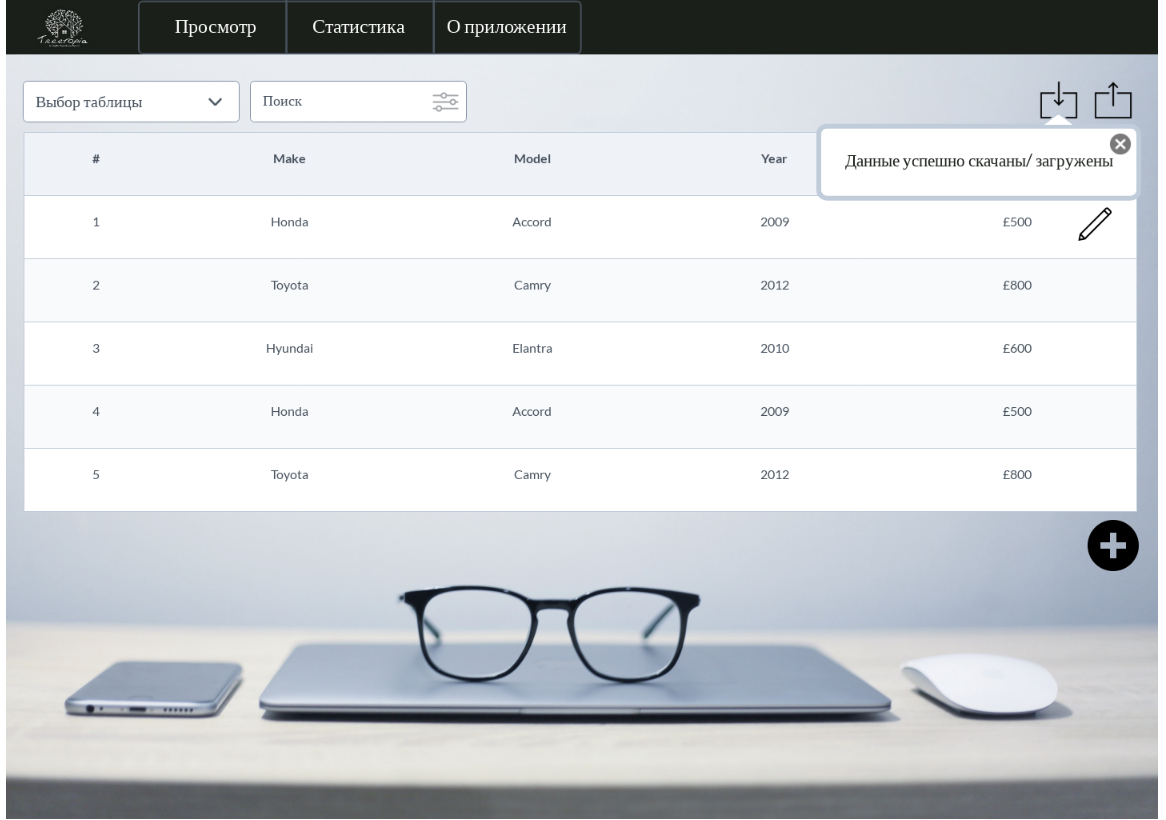 Treetopia
Просмотр Статистика О приложении
Выбор таблицы Поиск
Данные успешно скачаны/ загружены
# Make Model Year
1 Honda Accord 2009 £500
2 Toyota Camry 2012 £800
3 Hyundai Elantra 2010 £600
4 Honda Accord 2009 £500
5 Toyota Camry 2012 £800